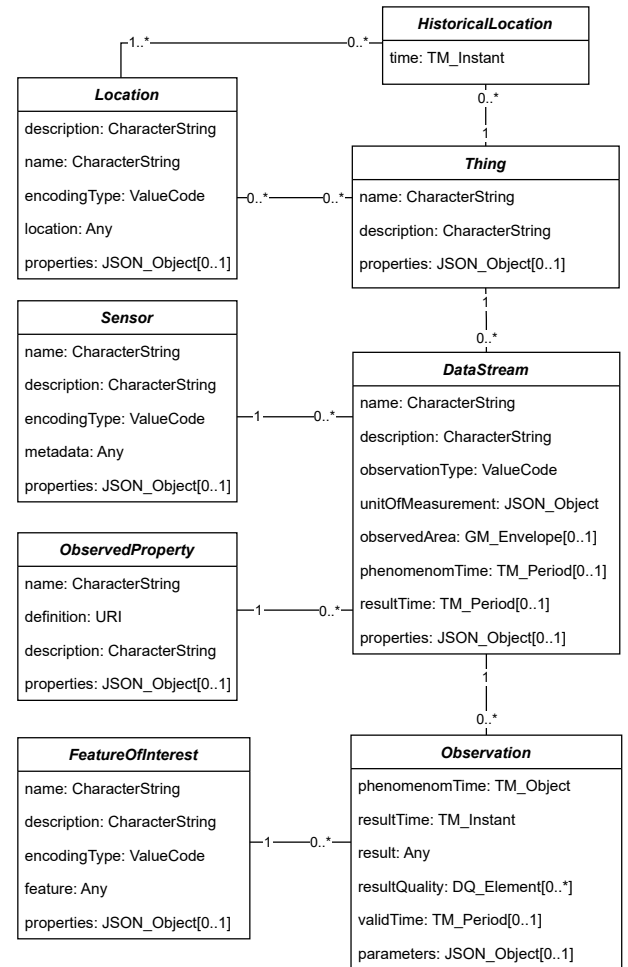 HistoricalLocation
time: TM_Instant
1..*
0..*
0..*
1
Location
description: CharacterString
name: CharacterString
encodingType: ValueCode
location: Any
properties: JSON_Object[0..1]
0..*
0..*
Thing
name: CharacterString
description: CharacterString
properties: JSON_Object[0..1]
1
0..*
Sensor
name: CharacterString
description: CharacterString
encodingType: ValueCode
metadata: Any
properties: JSON_Object[0..1]
1
0..*
DataStream
name: CharacterString
description: CharacterString
observationType: ValueCode
unitOfMeasurement: JSON_Object
observedArea: GM_Envelope[0..1]
phenomenomTime: TM_Period[0..1]
resultTime: TM_Period[0..1]
properties: JSON_Object[0..1]
ObservedProperty
name: CharacterString
definition: URI
description: CharacterString
properties: JSON_Object[0..1]
1
0..*
1
0..*
FeatureOfInterest
name: CharacterString
description: CharacterString
encodingType: ValueCode
feature: Any
properties: JSON_Object[0..1]
1
0..*
Observation
phenomenomTime: TM_Object
resultTime: TM_Instant
result: Any
resultQuality: DQ_Element[0..*]
validTime: TM_Period[0..1]
parameters: JSON_Object[0..1]